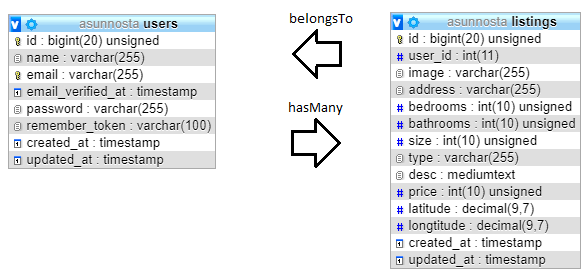 asunnosta users
id : bigint(20) unsigned
name : varchar(255)
email : varchar(255)
email_verified_at : timestamp
password : varchar(255)
remember_token : varchar(100)
created_at : timestamp
updated_at : timestamp
belongsTo
hasMany
asunnosta listings
id : bigint(20) unsigned
user_id : int(11)
image : varchar(255)
address : varchar(255)
bedrooms : int(10) unsigned
bathrooms : int(10) unsigned
size : int(10) unsigned
type : varchar(255)
desc : mediumtext
price : int(10) unsigned
latitude : decimal(9,7)
longtitude : decimal(9,7)
created_at : timestamp
updated_at : timestamp